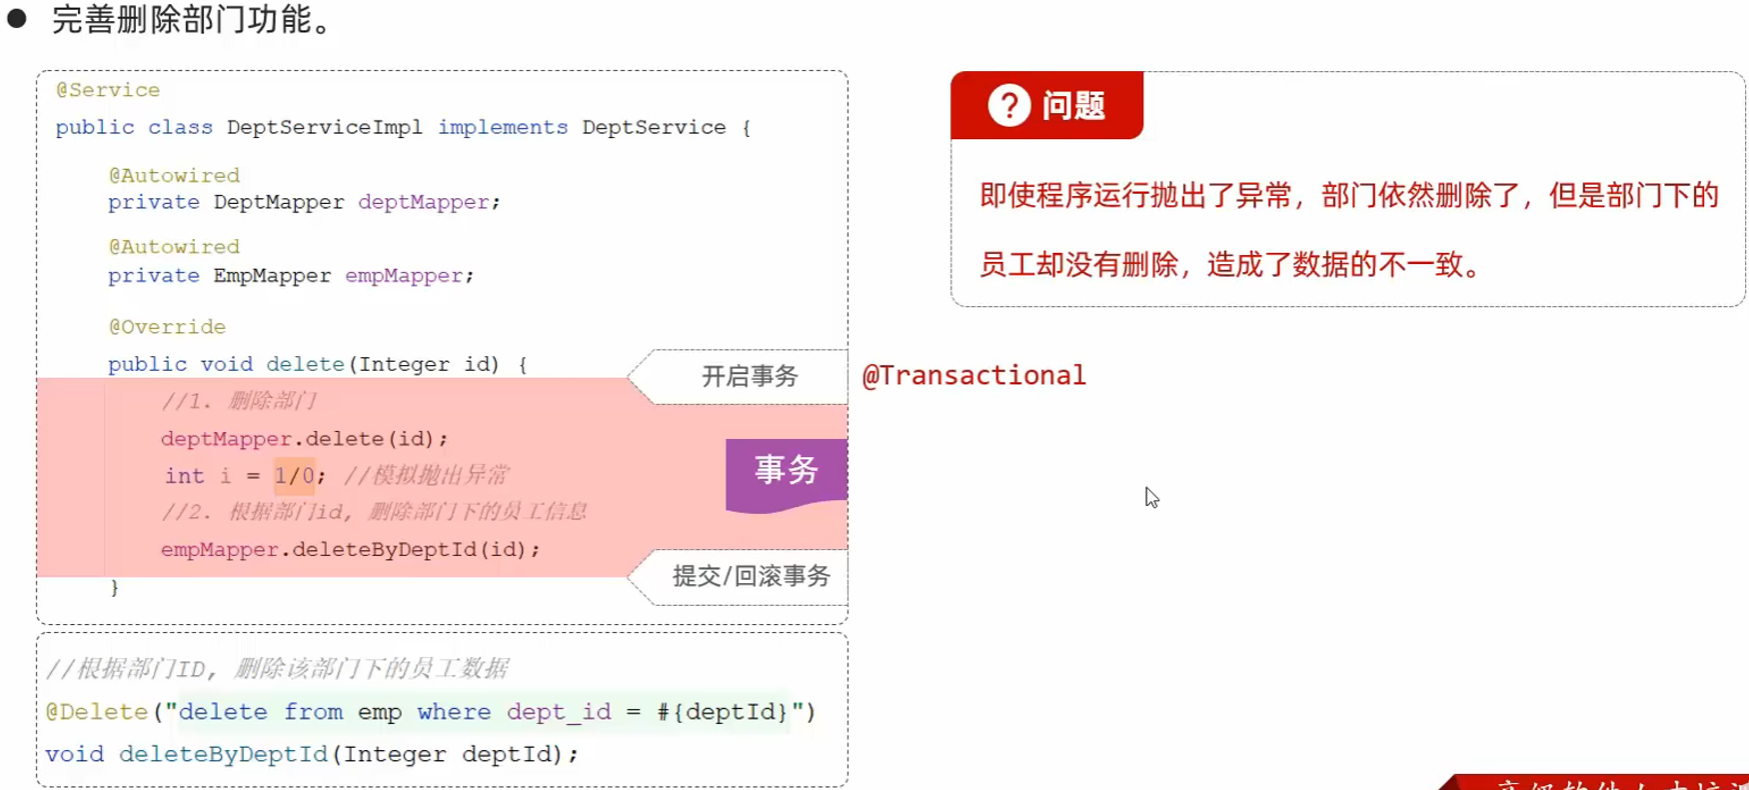 完善删除部门功能。
@Service
public class DeptServiceImpl implements DeptService {
@Autowired
private DeptMapper deptMapper;
@Autowired
private EmpMapper empMapper;
@Override
public void delete(Integer id) {
//1. 删除部门
deptMapper.delete(id);
int i = 1/0; //模拟抛出异常
//2. 根据部门id, 删除部门下的员工信息
empMapper.deleteByDeptId(id);
}
开启事务
事务
提交/回滚事务
@Transactional
? 问题
即使程序运行抛出了异常，部门依然删除了，但是部门下的
员工却没有删除，造成了数据的不一致。
//根据部门ID, 删除该部门下的员工数据
@Delete("delete from emp where dept_id = #{deptId}")
void deleteByDeptId(Integer deptId);